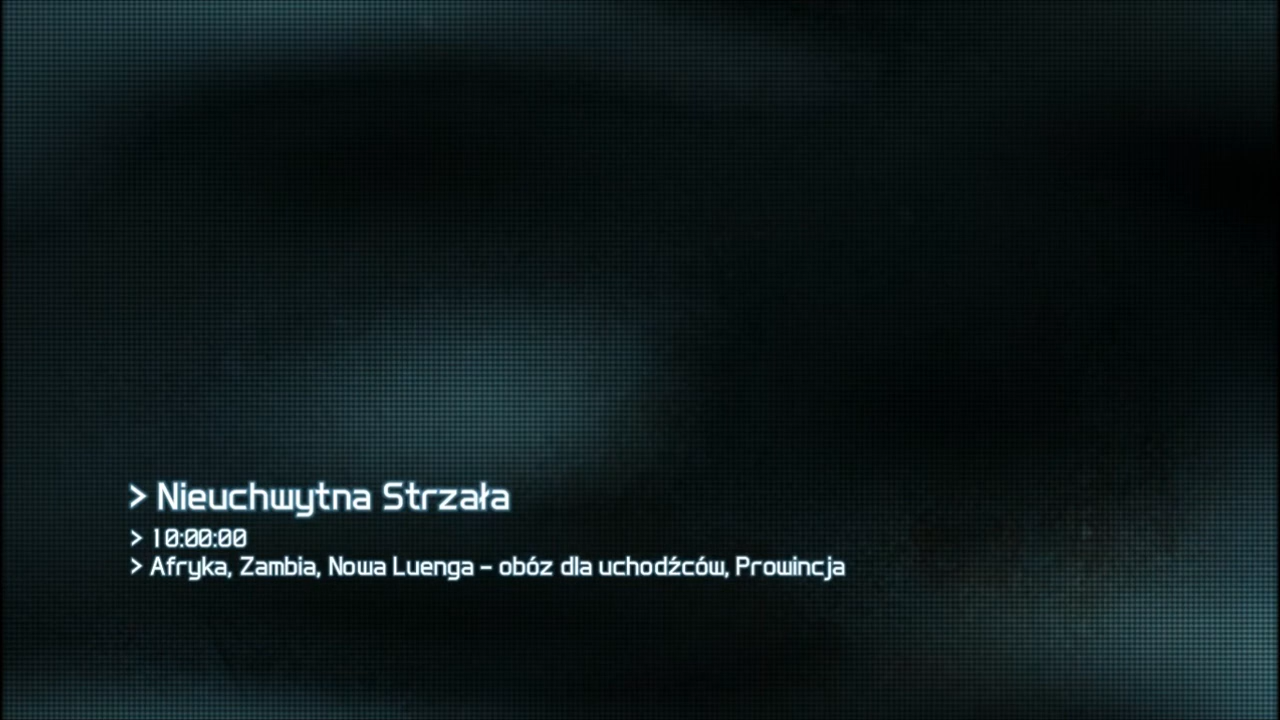 > Nieuchwytna Strzała
> 10:00:00
> Afryka, Zambia, Nowa Luenga – obóz dla uchodźców, Prowincja